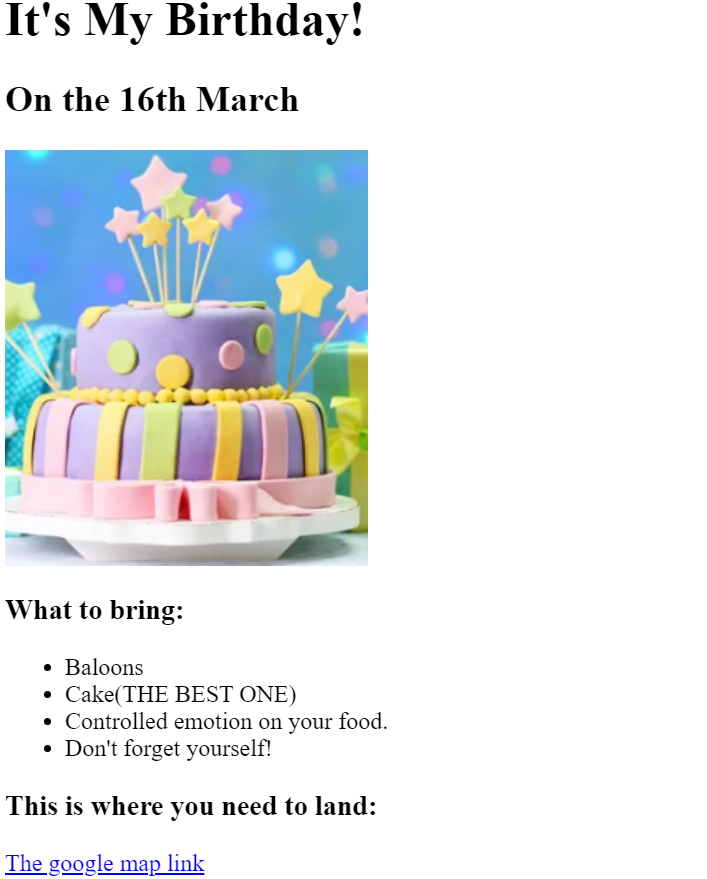 It's My Birthday!
On the 16th March
What to bring:
Baloons
Cake(THE BEST ONE)
Controlled emotion on your food.
Don't forget yourself!
This is where you need to land:
The google map link